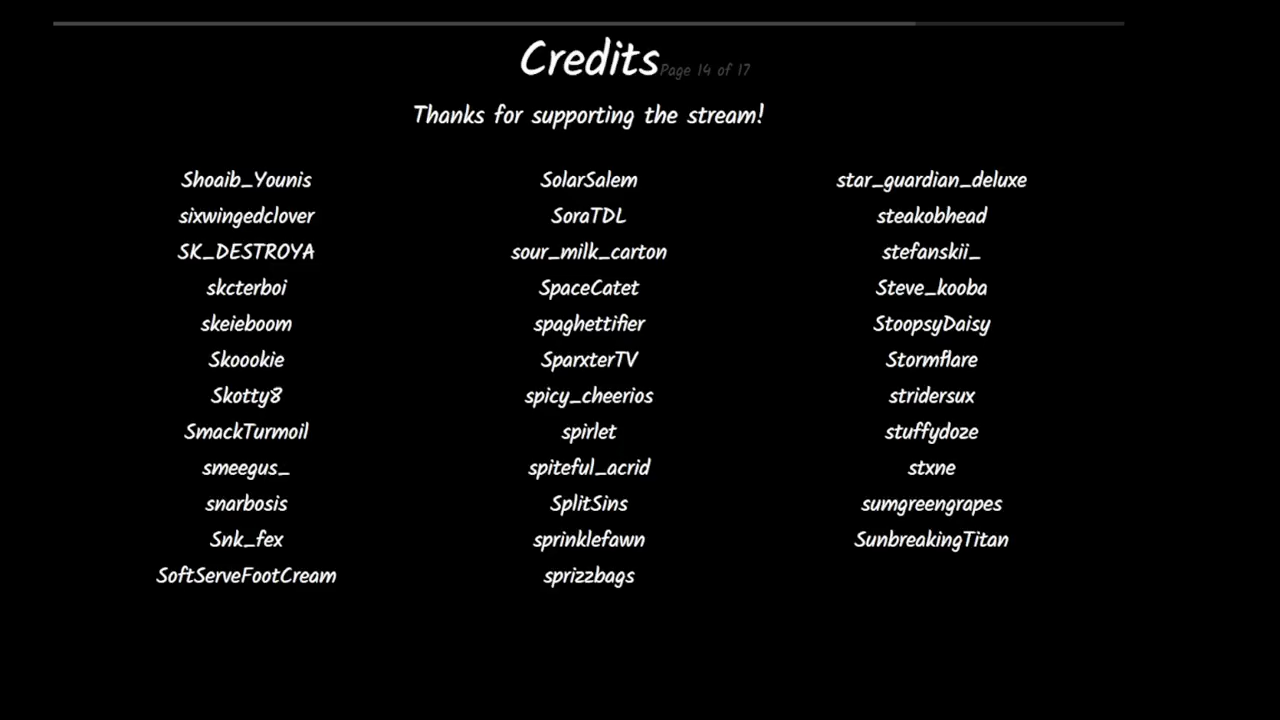 Credits Page 14 of 17
Thanks for supporting the stream!
Shoaib_Younis
sixwingedclover
SK_DESTROYA
skcterboi
skeieboom
Skoookie
Skotty8
SmackTurmoil
smeegus_
snarbosis
Snk_fex
SoftServeFootCream
SolarSalem
SoraTDL
sour_milk_carton
SpaceCatet
spaghettifier
SparxterTV
spicy_cheerios
spirlet
spiteful_acrid
SplitSins
sprinklefawn
sprizzbags
star_guardian_deluxe
steakobhead
stefanskii_
Steve_kooba
StoopsyDaisy
Stormflare
stridersux
stuffydoze
stxne
sumgreengrapes
SunbreakingTitan